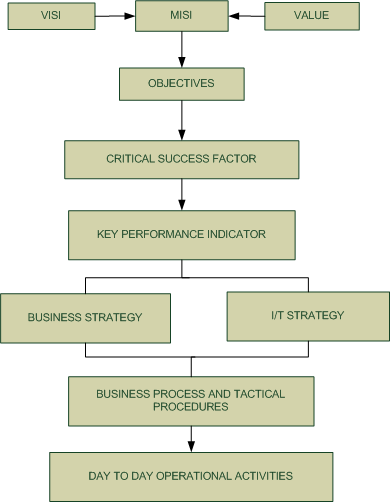 VISI
MISI
VALUE
OBJECTIVES
CRITICAL SUCCESS FACTOR
KEY PERFORMANCE INDICATOR
BUSINESS STRATEGY
I/T STRATEGY
BUSINESS PROCESS AND TACTICAL
PROCEDURES
DAY TO DAY OPERATIONAL ACTIVITIES